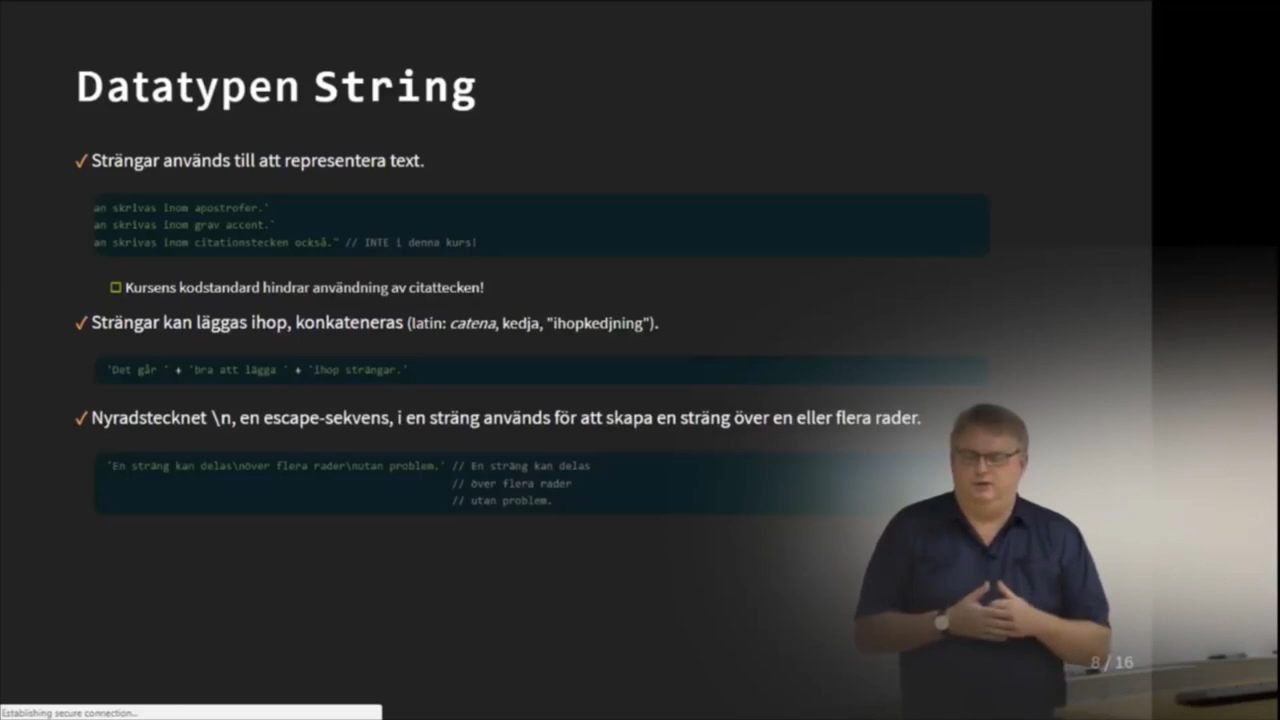 Datatypen String
✓ Strängar används till att representera text.
an skrivas inom apostrofer.'
an skrivas inom grav accent.`
an skrivas inom citationstecken också." // INTE i denna kurs!
Kursens kodstandard hindrar användning av citattecken!
✓ Strängar kan läggas ihop, konkateneras (latin: catena, kedja, "ihopkedjning").
'Det går ' + 'bra att lägga ' + 'ihop strängar.'
✓ Nyradstecknet \n, en escape-sekvens, i en sträng används för att skapa en sträng över en eller flera rader.
'En sträng kan delas\növer flera rader\nutan problem.' // En sträng kan delas
// över flera rader
// utan problem.
8 / 16
Establishing secure connection...